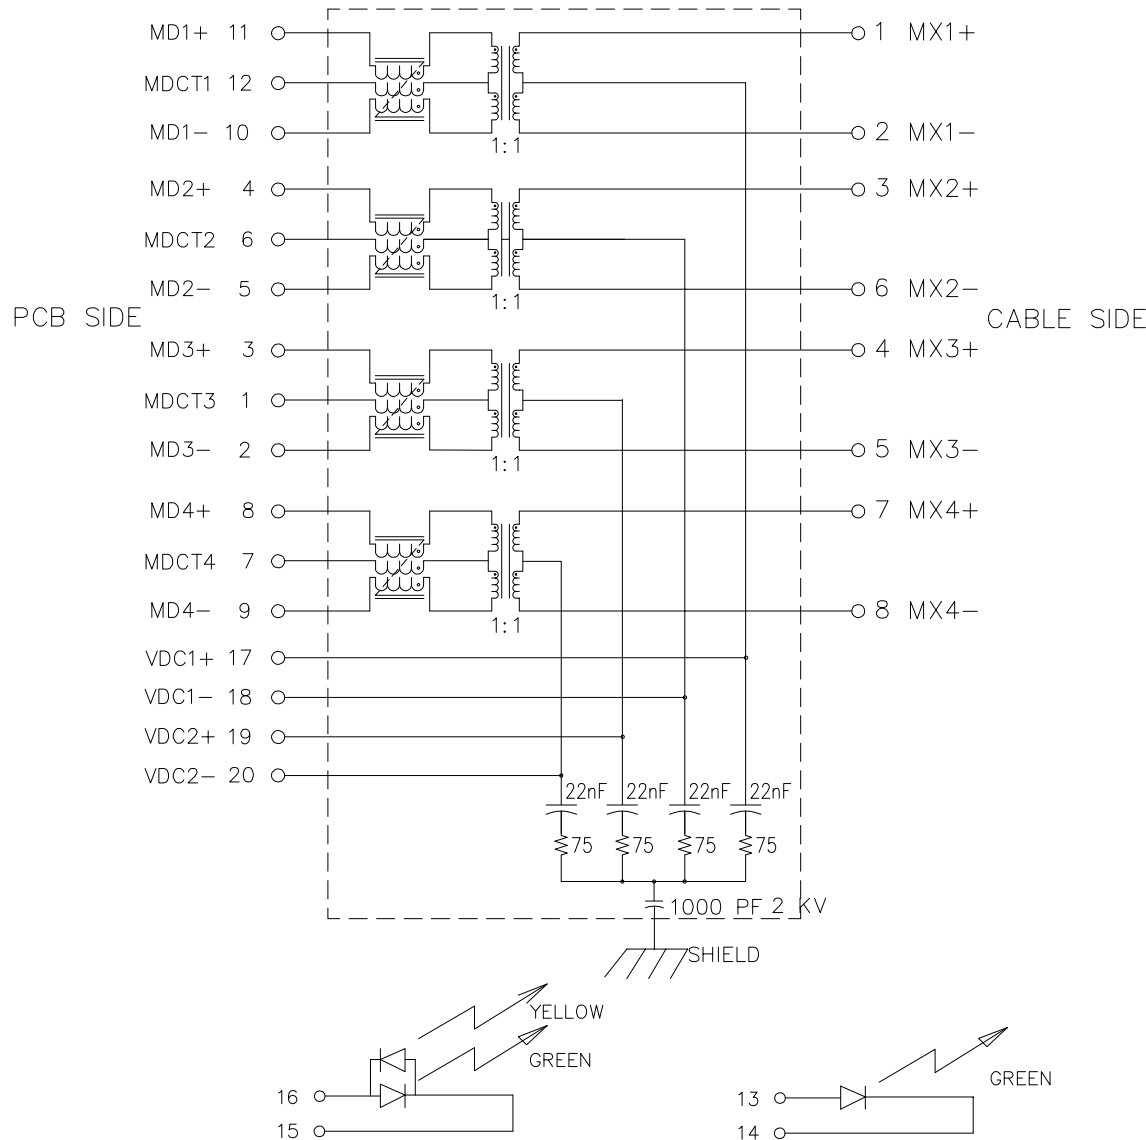 MD1+ 11 1 MX1+
MDCT1 12
MD1- 10 2 MX1-
1:1
MD2+ 4 3 MX2+
MDCT2 6
MD2- 5 6 MX2-
1:1
PCB SIDE CABLE SIDE
MD3+ 3 4 MX3+
MDCT3 1
MD3- 2 5 MX3-
1:1
MD4+ 8 7 MX4+
MDCT4 7
MD4- 9 8 MX4-
1:1
VDC1+ 17
VDC1- 18
VDC2+ 19
VDC2- 20
22nF 22nF 22nF 22nF
75 75 75 75
1000 PF 2 KV
SHIELD
YELLOW
GREEN
GREEN
16 13
15 14